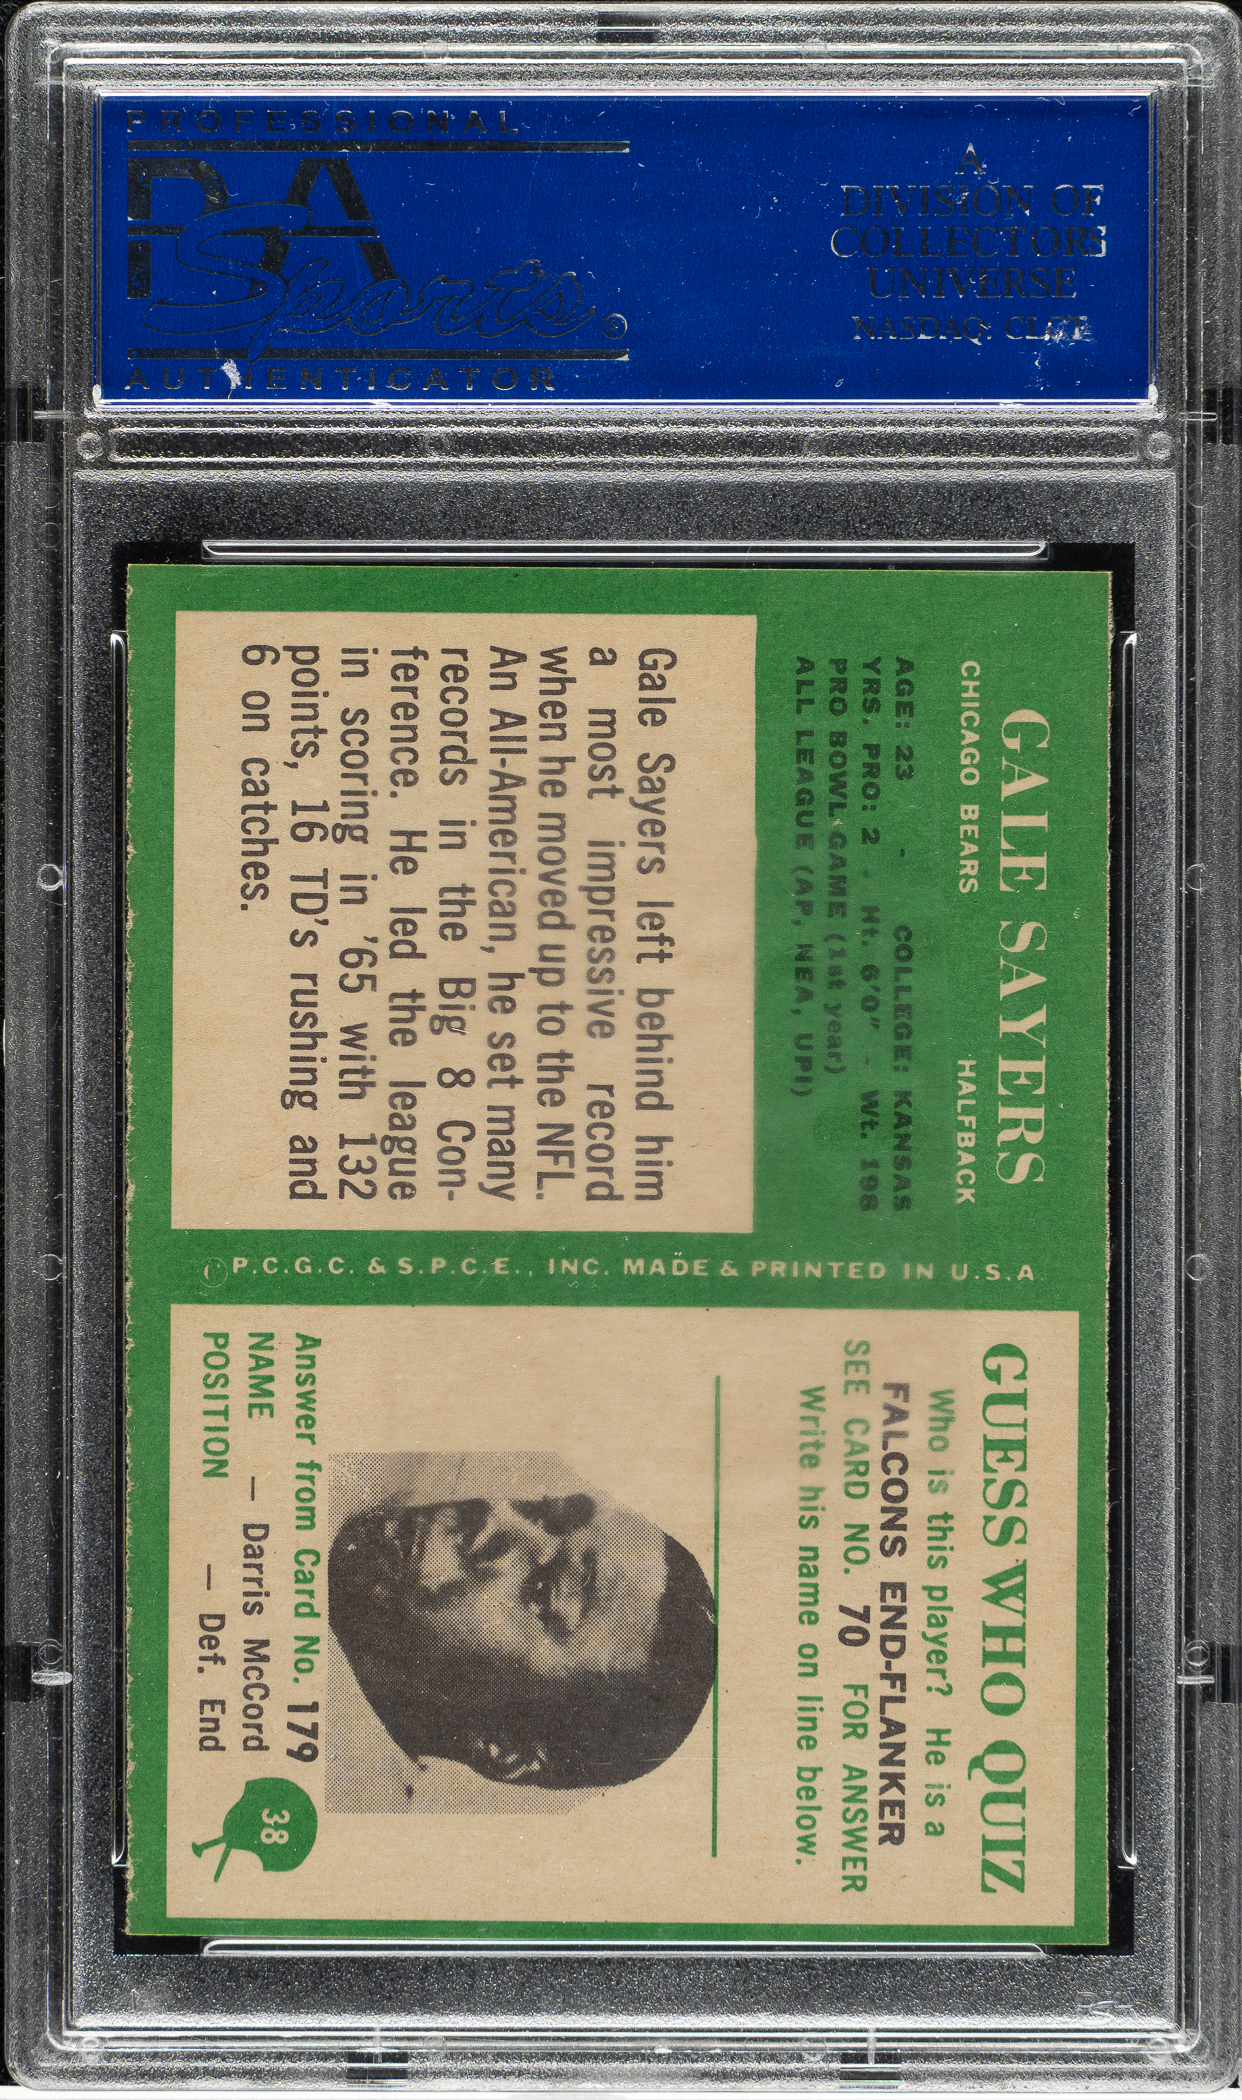 PROFESSIONAL
PSA
Sports ©
AUTHENTICATOR
A
DIVISION OF
COLLECTORS
UNIVERSE
NASDAQ: CLCT
GALE SAYERS
CHICAGO BEARS HALFBACK
AGE: 23 - COLLEGE: KANSAS
YRS. PRO: 2 - Ht. 6'0" - Wt. 198
PRO BOWL GAME (1st year)
ALL LEAGUE (AP, NEA, UPI)
Gale Sayers left behind him
a most impressive record
when he moved up to the NFL.
An All-American, he set many
records in the Big 8 Con-
ference. He led the league
in scoring in '65 with 132
points, 16 TD's rushing and
6 on catches.
© P.C.G.C. & S.P.C.E., INC. MADE & PRINTED IN U.S.A.
GUESS WHO QUIZ
Who is this player? He is a
FALCONS END-FLANKER
SEE CARD NO. 70 FOR ANSWER
Write his name on line below.
Answer from Card No. 179
NAME — Darris McCord
POSITION — Def. End
38